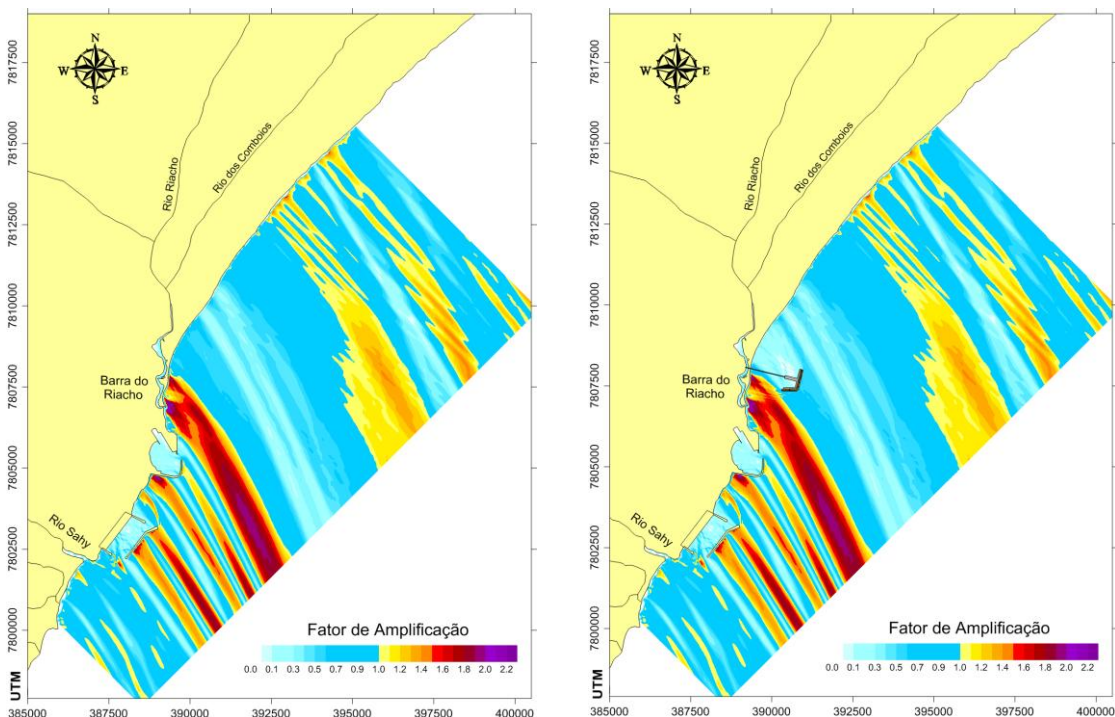 7817500
7815000
7812500
7810000
7807500
7805000
7802500
7800000
UTM
N
W E
S
Rio Riacho
Rio dos Comboios
Barra do
Riacho
Rio Sahy
Fator de Amplificação
0.0 0.1 0.3 0.5 0.7 0.9 1.0 1.2 1.4 1.6 1.8 2.0 2.2
385000 387500 390000 392500 395000 397500 400000
7817500
7815000
7812500
7810000
7807500
7805000
7802500
7800000
UTM
N
W E
S
Rio Riacho
Rio dos Comboios
Barra do
Riacho
Rio Sahy
Fator de Amplificação
0.0 0.1 0.3 0.5 0.7 0.9 1.0 1.2 1.4 1.6 1.8 2.0 2.2
385000 387500 390000 392500 395000 397500 400000